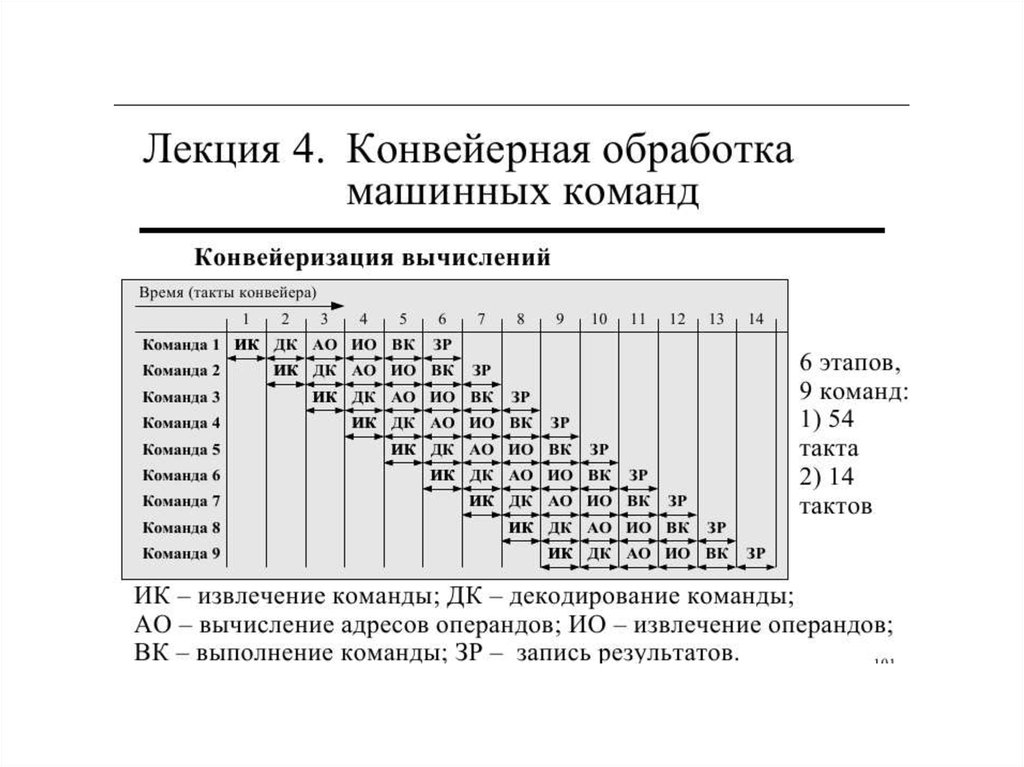 Лекция 4. Конвейерная обработка
машинных команд
Конвейеризация вычислений
Время (такты конвейера)
1 2 3 4 5 6 7 8 9 10 11 12 13 14
Команда 1 ИК ДК АО ИО ВК ЗР
Команда 2 ИК ДК АО ИО ВК ЗР
Команда 3 ИК ДК АО ИО ВК ЗР
Команда 4 ИК ДК АО ИО ВК ЗР
Команда 5 ИК ДК АО ИО ВК ЗР
Команда 6 ИК ДК АО ИО ВК ЗР
Команда 7 ИК ДК АО ИО ВК ЗР
Команда 8 ИК ДК АО ИО ВК ЗР
Команда 9 ИК ДК АО ИО ВК ЗР
6 этапов,
9 команд:
1) 54
такта
2) 14
тактов
ИК – извлечение команды; ДК – декодирование команды;
АО – вычисление адресов операндов; ИО – извлечение операндов;
ВК – выполнение команды; ЗР – запись результатов.